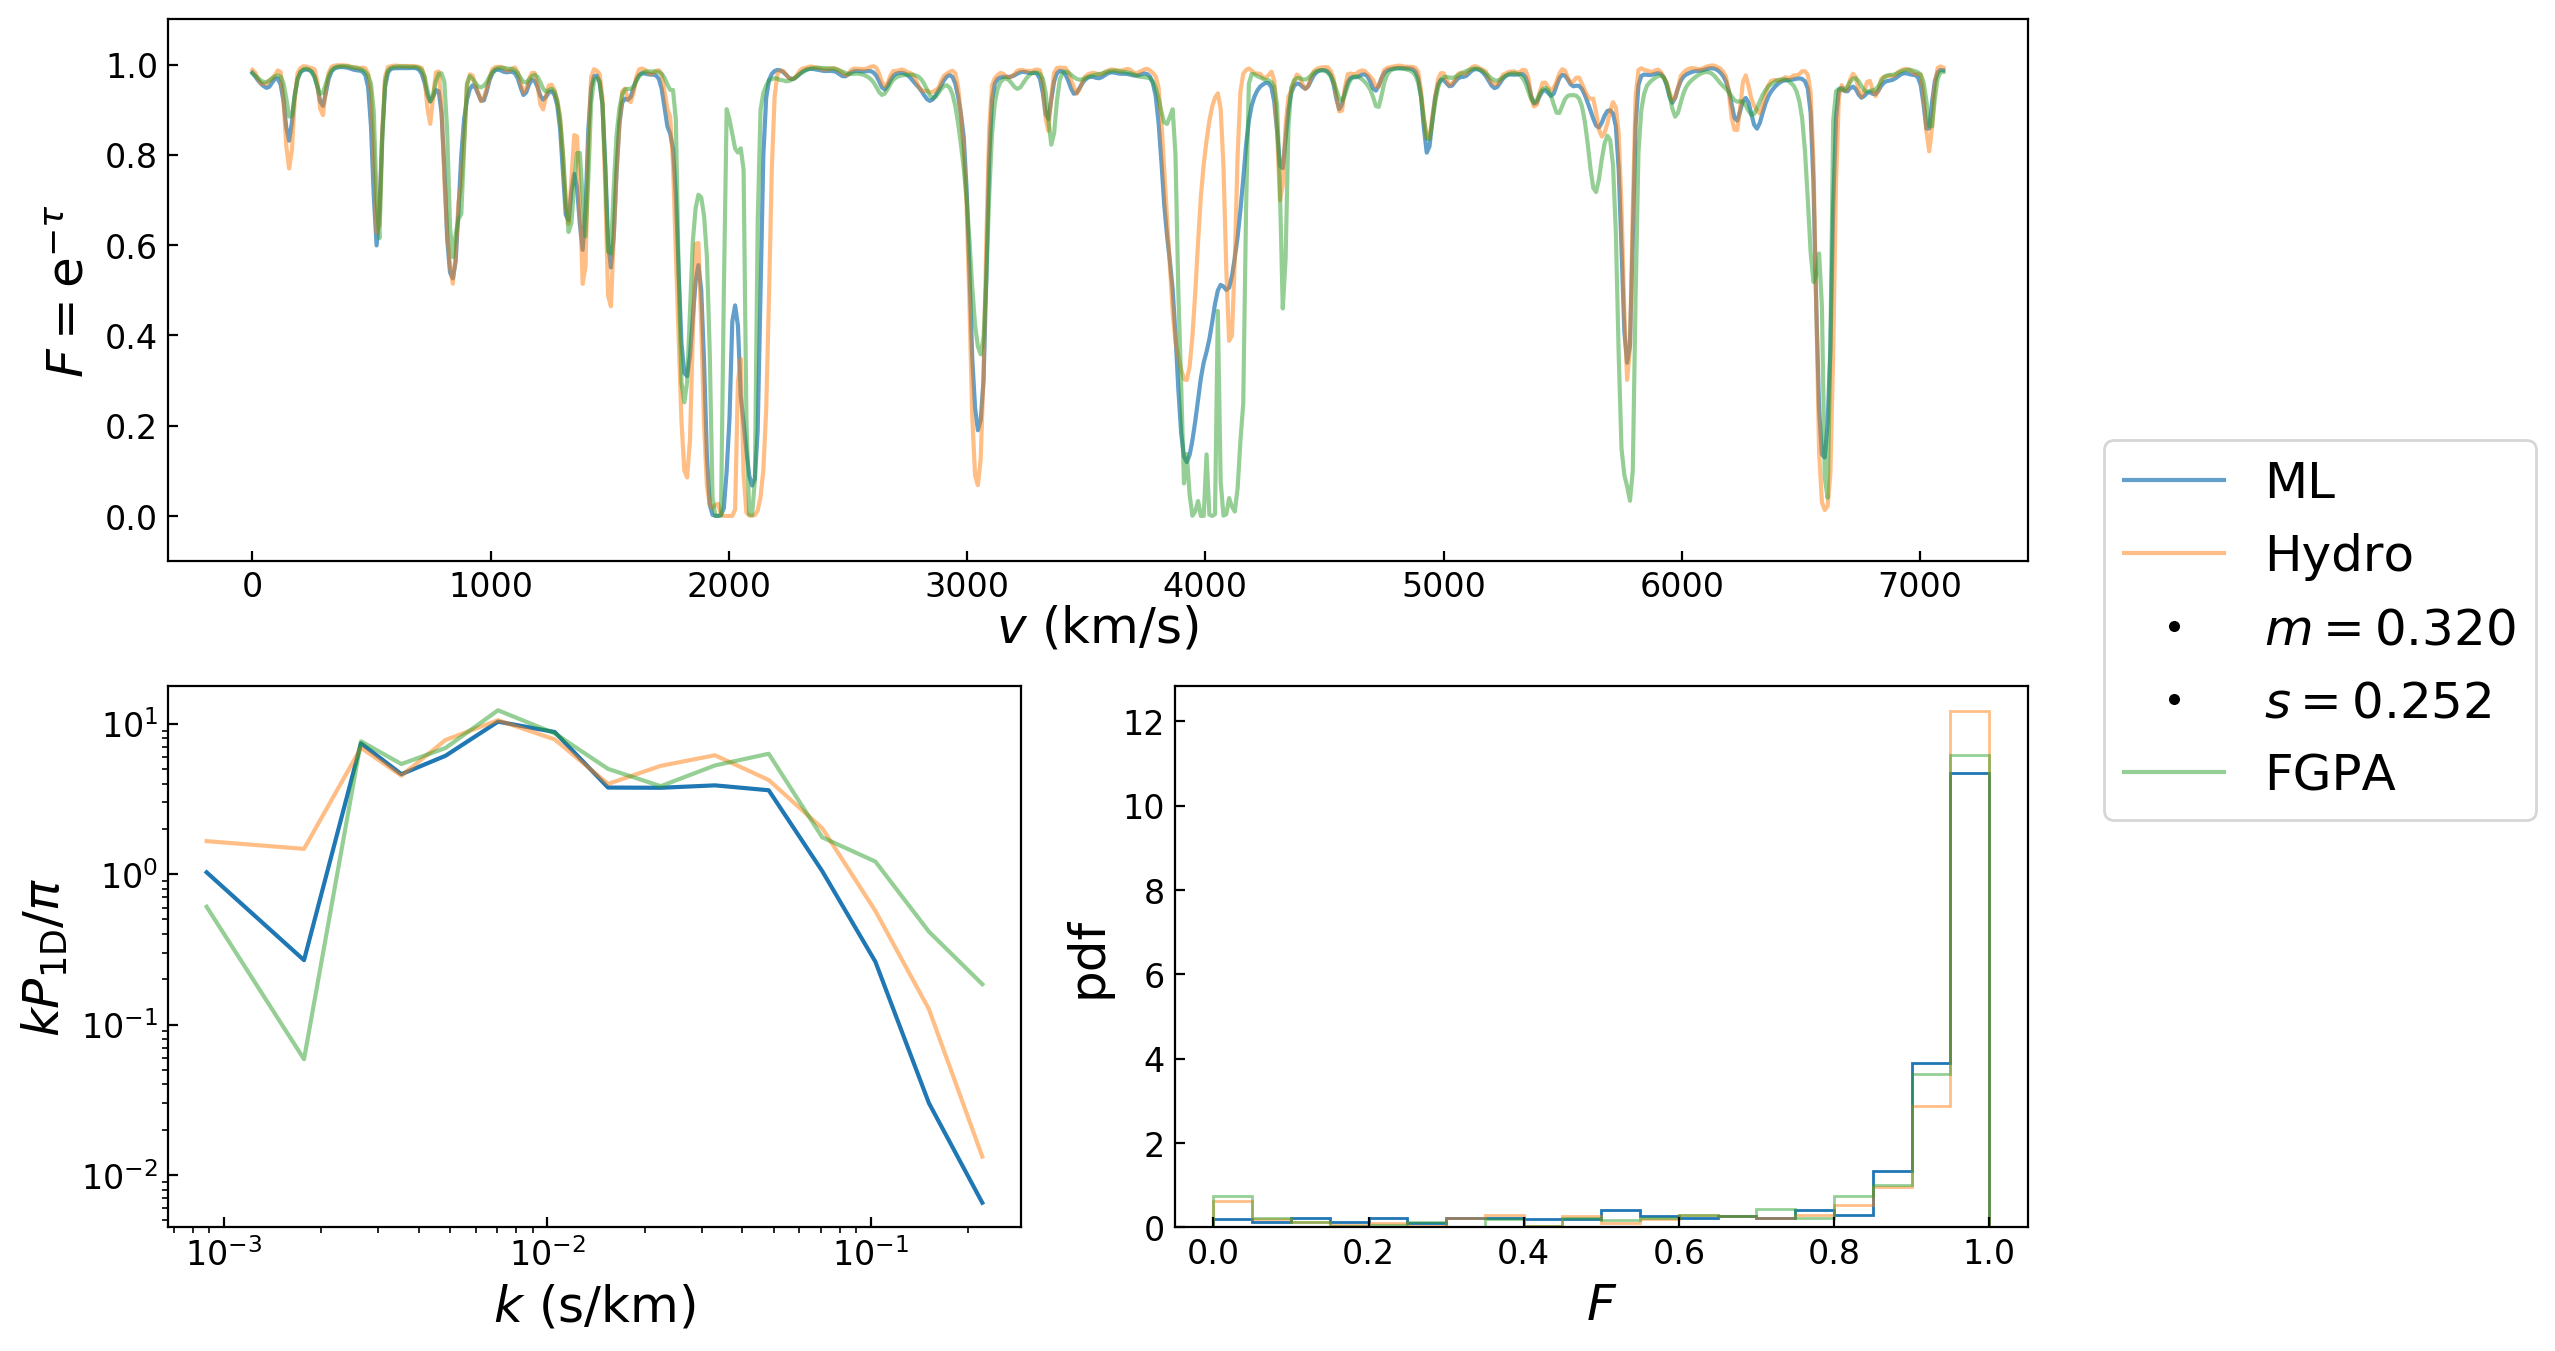 F = e^{−τ}
1.0
0.8
0.6
0.4
0.2
0.0
0 1000 2000 3000 4000 5000 6000 7000
v (km/s)
ML
Hydro
m = 0.320
s = 0.252
FGPA
kP_{1D}/π
10^1
10^0
10^{−1}
10^{−2}
10^{−3} 10^{−2} 10^{−1}
k (s/km)
pdf
12
10
8
6
4
2
0
0.0 0.2 0.4 0.6 0.8 1.0
F